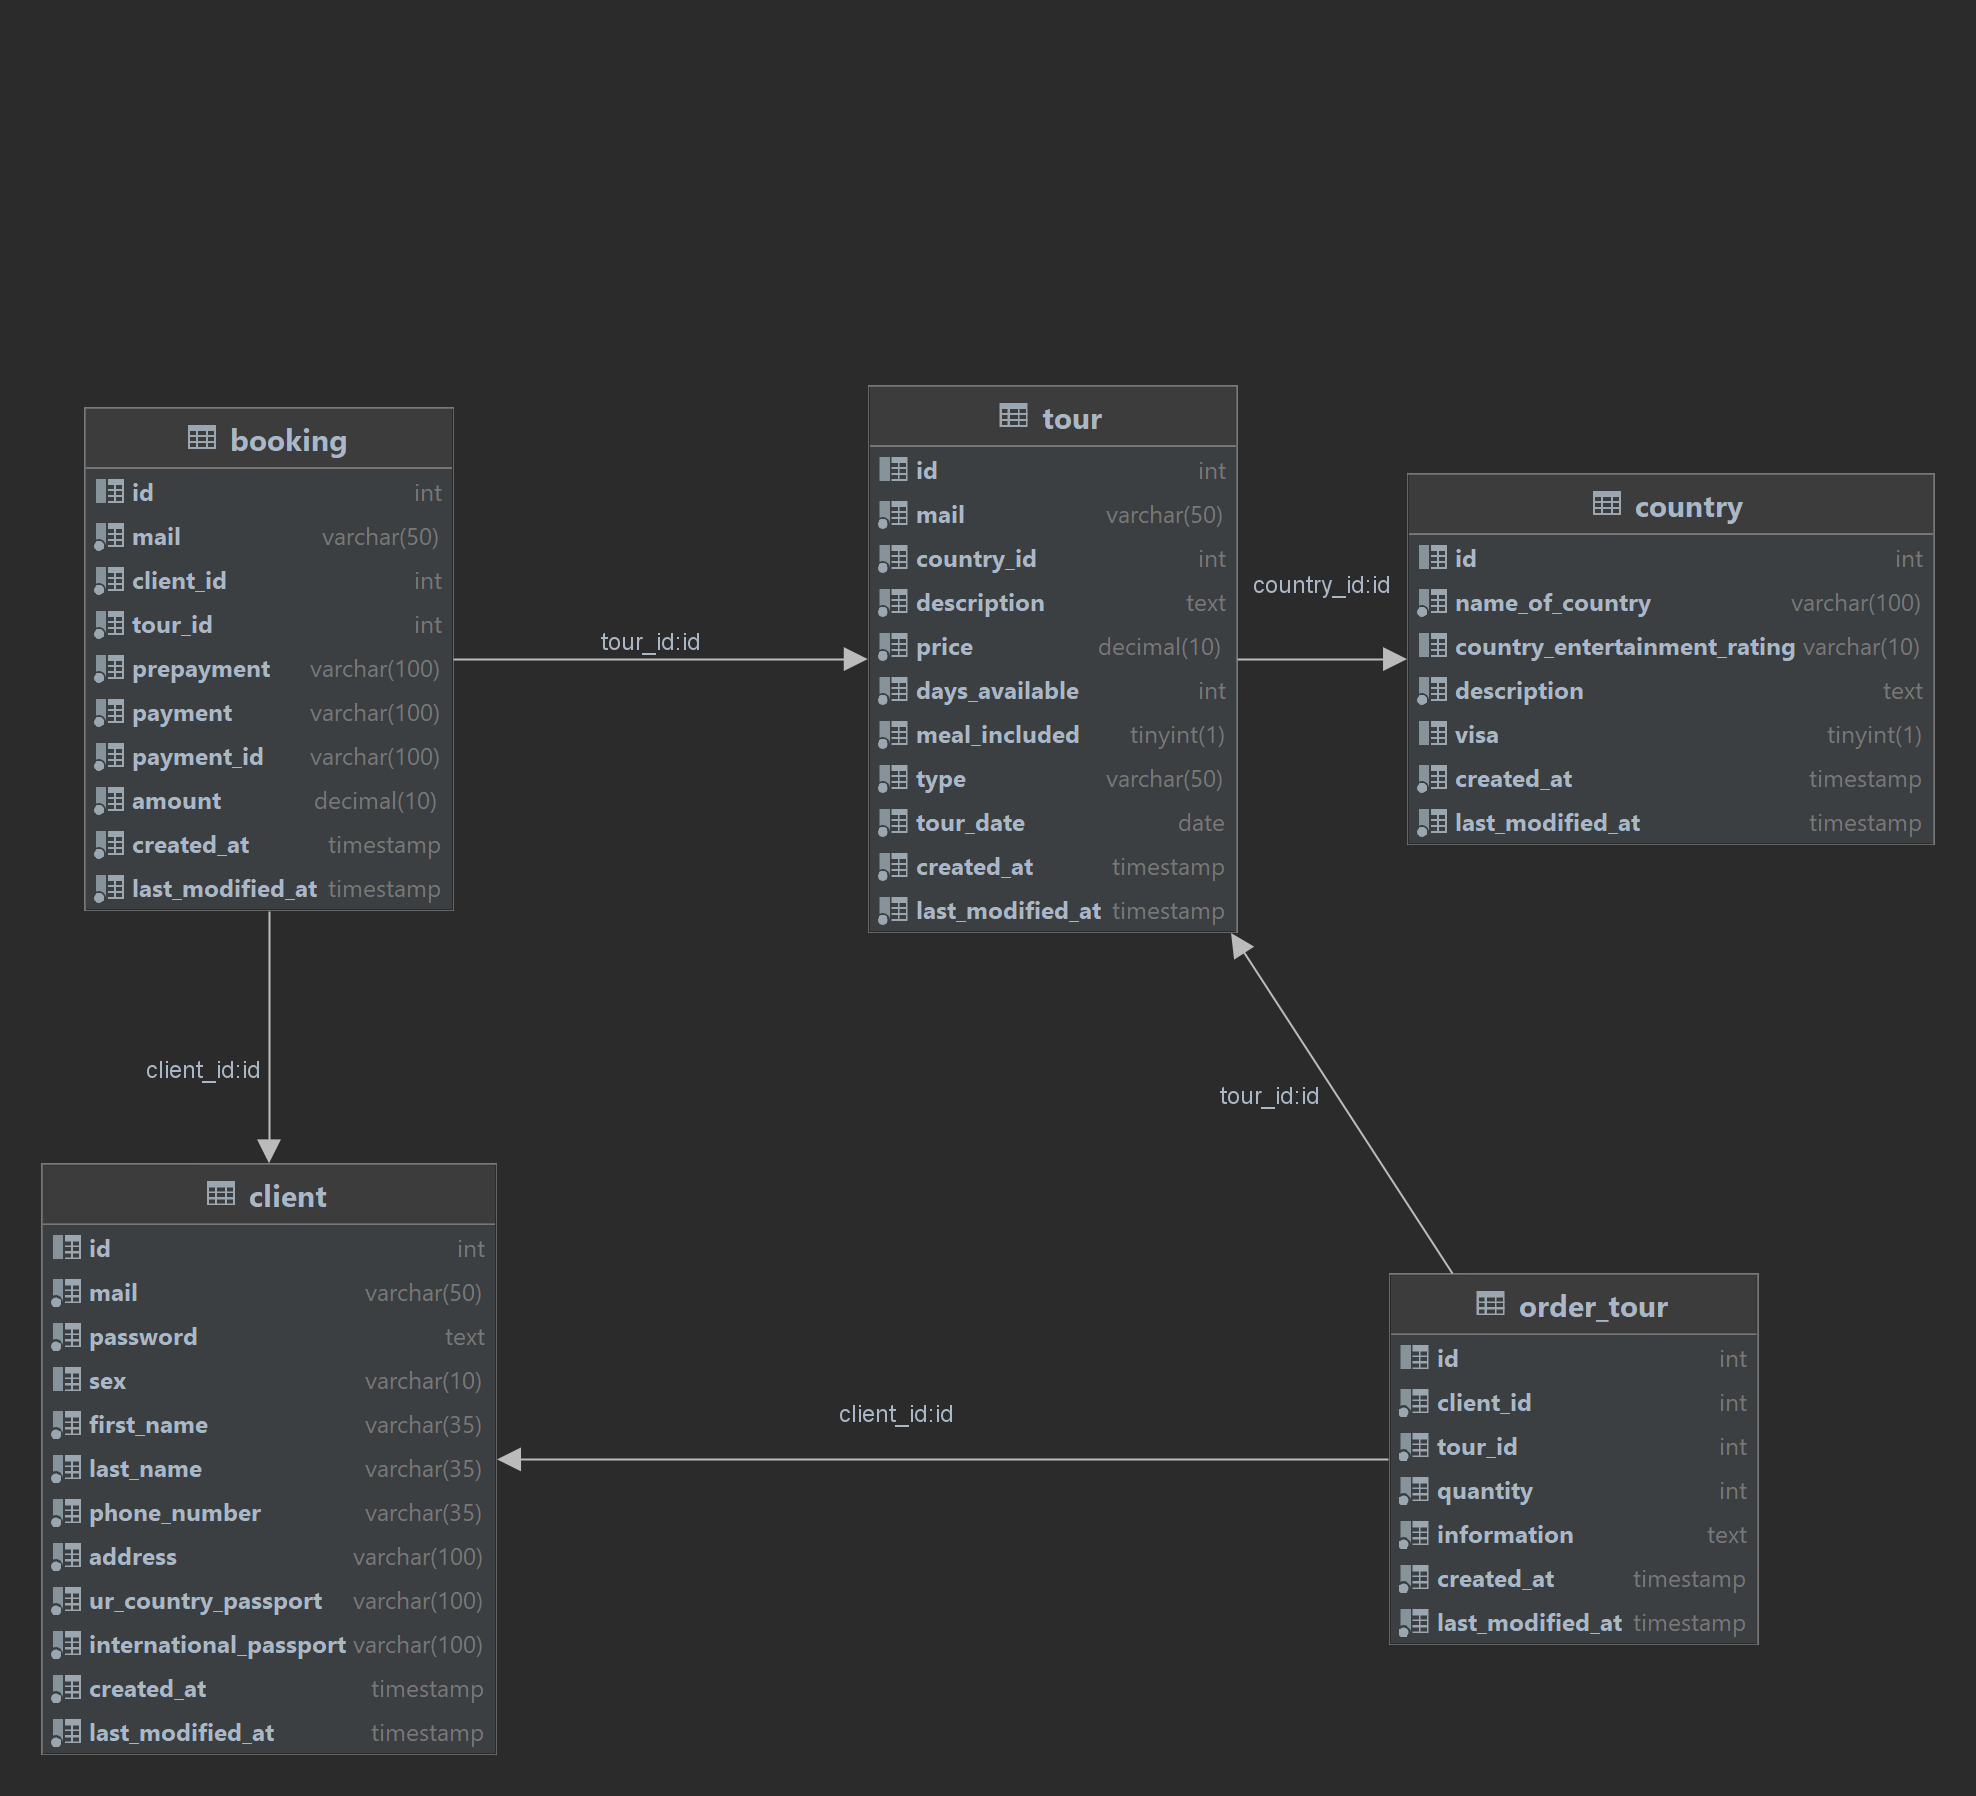 booking
id int
mail varchar(50)
client_id int
tour_id int
prepayment varchar(100)
payment varchar(100)
payment_id varchar(100)
amount decimal(10)
created_at timestamp
last_modified_at timestamp
tour_id:id
tour
id int
mail varchar(50)
country_id int
description text
price decimal(10)
days_available int
meal_included tinyint(1)
type varchar(50)
tour_date date
created_at timestamp
last_modified_at timestamp
country_id:id
country
id int
name_of_country varchar(100)
country_entertainment_rating varchar(10)
description text
visa tinyint(1)
created_at timestamp
last_modified_at timestamp
client_id:id
tour_id:id
client
id int
mail varchar(50)
password text
sex varchar(10)
first_name varchar(35)
last_name varchar(35)
phone_number varchar(35)
address varchar(100)
ur_country_passport varchar(100)
international_passport varchar(100)
created_at timestamp
last_modified_at timestamp
client_id:id
order_tour
id int
client_id int
tour_id int
quantity int
information text
created_at timestamp
last_modified_at timestamp